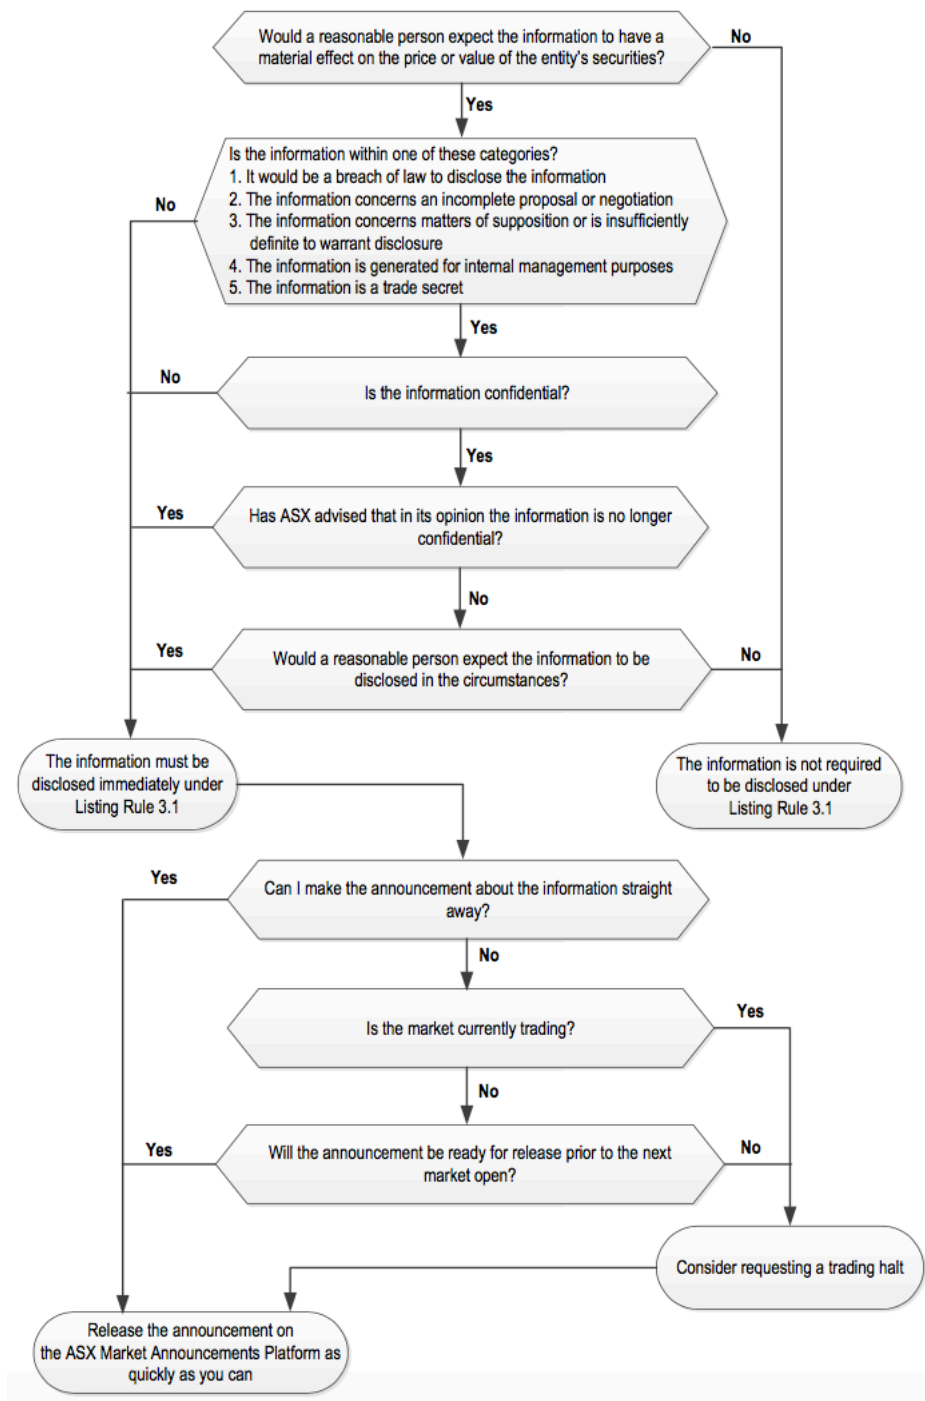 Would a reasonable person expect the information to have a
material effect on the price or value of the entity's securities?
No
Yes
Is the information within one of these categories?
1. It would be a breach of law to disclose the information
2. The information concerns an incomplete proposal or negotiation
3. The information concerns matters of supposition or is insufficiently
definite to warrant disclosure
4. The information is generated for internal management purposes
5. The information is a trade secret
No
Yes
Is the information confidential?
No
Yes
Has ASX advised that in its opinion the information is no longer
confidential?
Yes
No
Would a reasonable person expect the information to be
disclosed in the circumstances?
Yes
No
The information must be
disclosed immediately under
Listing Rule 3.1
The information is not required
to be disclosed under
Listing Rule 3.1
Can I make the announcement about the information straight
away?
Yes
No
Is the market currently trading?
Yes
No
Will the announcement be ready for release prior to the next
market open?
Yes
No
Consider requesting a trading halt
Release the announcement on
the ASX Market Announcements Platform as
quickly as you can